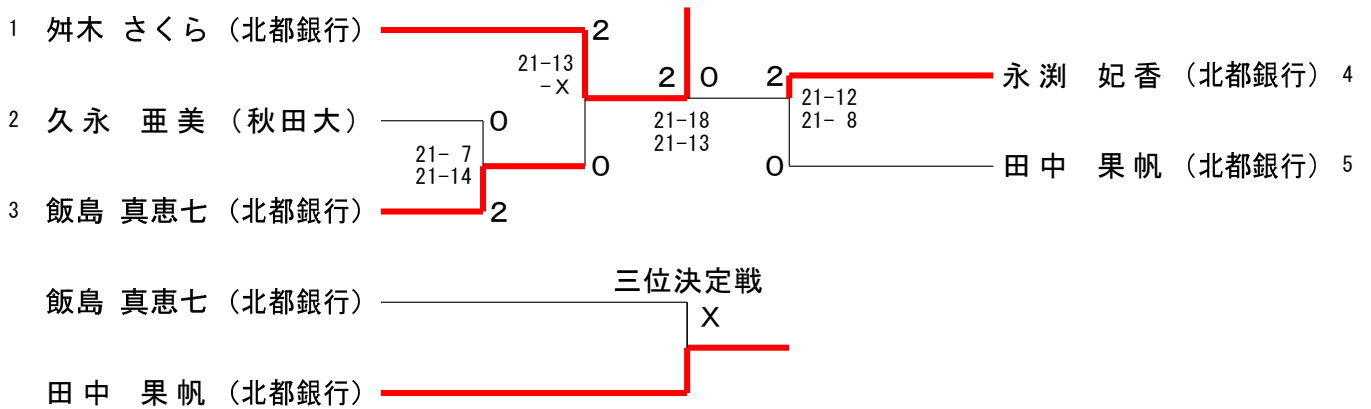 1 舛木 さくら (北都銀行) 2
21-13
-X
2 0 2
永渕 妃香 (北都銀行) 4
21-12
21- 8
2 久永 亜美 (秋田大) 0
21-18
21-13
21- 7
21-14
0
0
田中 果帆 (北都銀行) 5
3 飯島 真恵七 (北都銀行) 2
三位決定戦
飯島 真恵七 (北都銀行)
X
田中 果帆 (北都銀行)